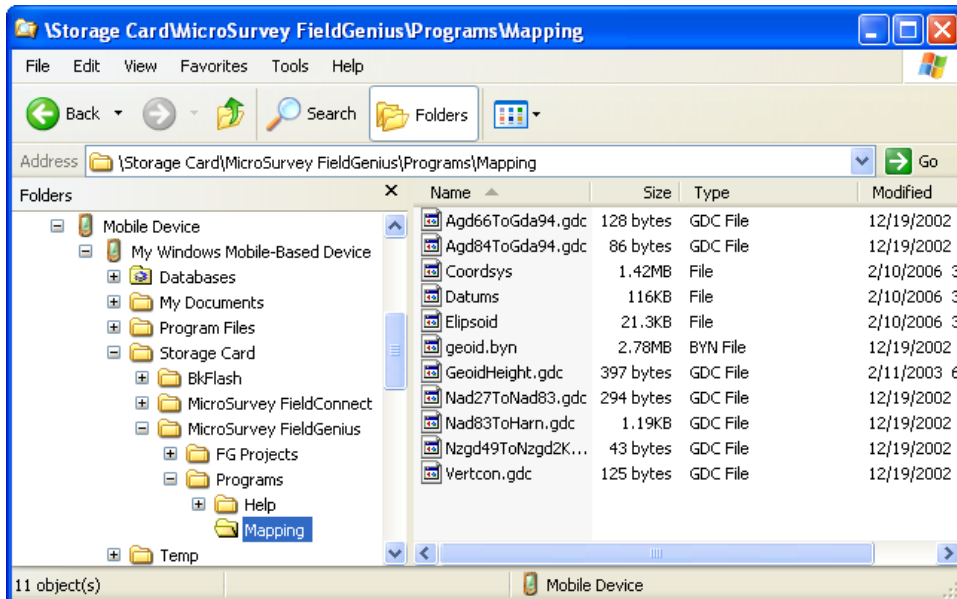 \Storage Card\MicroSurvey FieldGenius\Programs\Mapping
File Edit View Favorites Tools Help
Back Search Folders
Address \Storage Card\MicroSurvey FieldGenius\Programs\Mapping Go
Folders
Mobile Device
My Windows Mobile-Based Device
Databases
My Documents
Program Files
Storage Card
BkFlash
MicroSurvey FieldConnect
MicroSurvey FieldGenius
FG Projects
Programs
Help
Mapping
Temp
Name Size Type Modified
Agd66ToGda94.gdc 128 bytes GDC File 12/19/2002
Agd84ToGda94.gdc 86 bytes GDC File 12/19/2002
Coordsys 1.42MB File 2/10/2006 3
Datums 116KB File 2/10/2006 3
Elipsoid 21.3KB File 2/10/2006 3
geoid.byn 2.78MB BYN File 12/19/2002
GeoidHeight.gdc 397 bytes GDC File 2/11/2003 6
Nad27ToNad83.gdc 294 bytes GDC File 12/19/2002
Nad83ToHarn.gdc 1.19KB GDC File 12/19/2002
Nzgd49ToNzgd2K... 43 bytes GDC File 12/19/2002
Vertcon.gdc 125 bytes GDC File 12/19/2002
11 object(s) Mobile Device